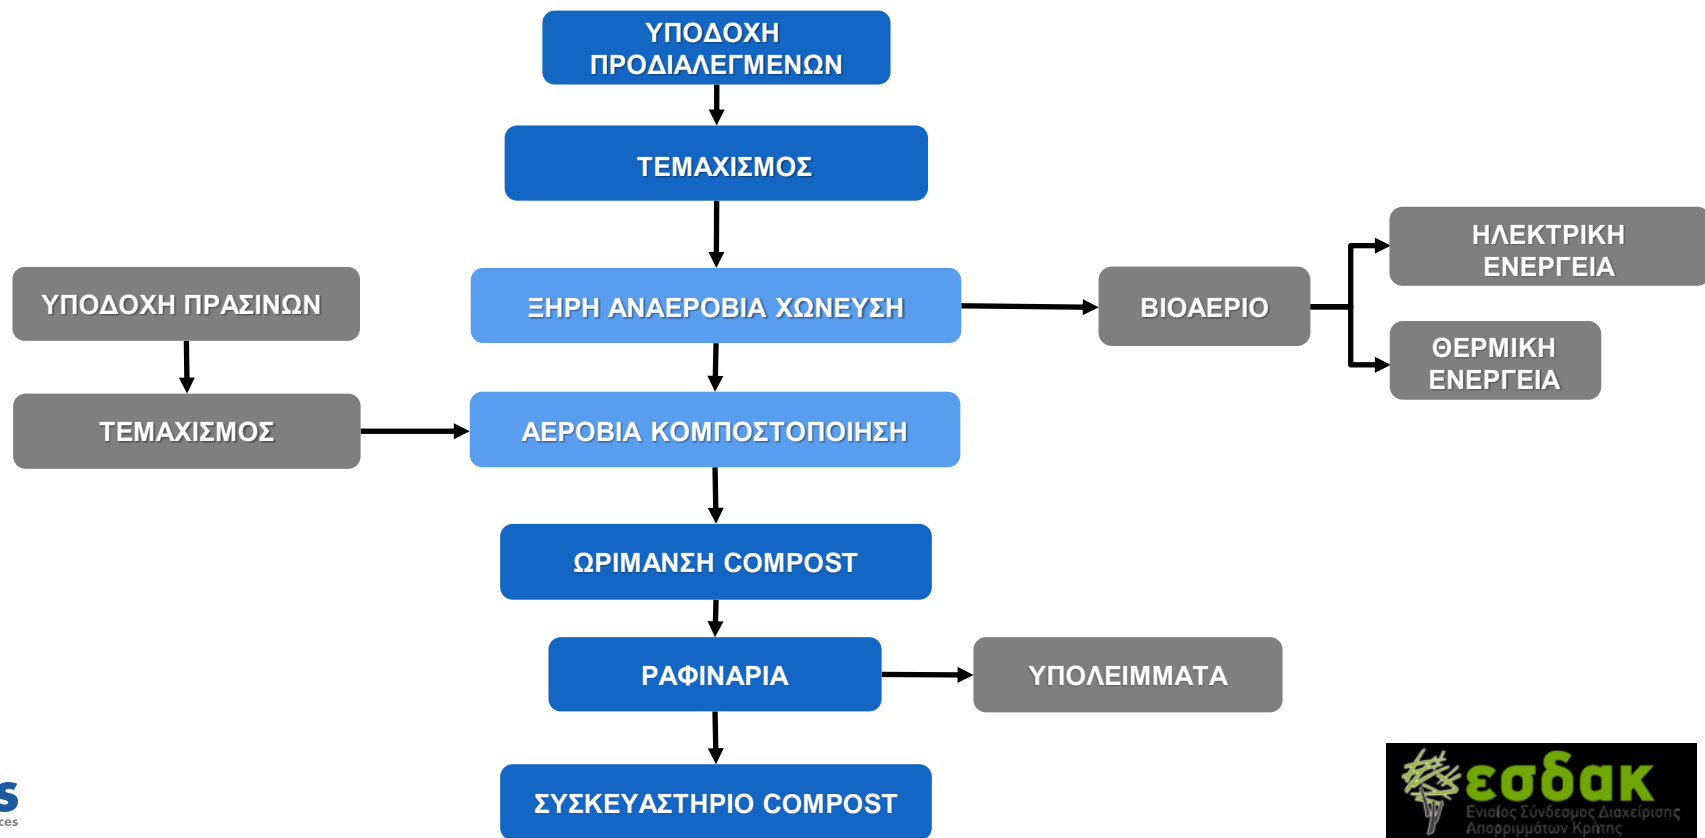 ΥΠΟΔΟΧΗ
ΠΡΟΔΙΑΛΕΓΜΕΝΩΝ
ΤΕΜΑΧΙΣΜΟΣ
ΗΛΕΚΤΡΙΚΗ
ΕΝΕΡΓΕΙΑ
ΥΠΟΔΟΧΗ ΠΡΑΣΙΝΩΝ
ΞΗΡΗ ΑΝΑΕΡΟΒΙΑ ΧΩΝΕΥΣΗ
ΒΙΟΑΕΡΙΟ
ΘΕΡΜΙΚΗ
ΕΝΕΡΓΕΙΑ
ΤΕΜΑΧΙΣΜΟΣ
ΑΕΡΟΒΙΑ ΚΟΜΠΟΣΤΟΠΟΙΗΣΗ
ΩΡΙΜΑΝΣΗ COMPOST
ΡΑΦΙΝΑΡΙΑ
ΥΠΟΛΕΙΜΜΑΤΑ
ΣΥΣΚΕΥΑΣΤΗΡΙΟ COMPOST
εσδακ
Ενιαίος Σύνδεσμος Διαχείρισης
Απορριμμάτων Κρήτης